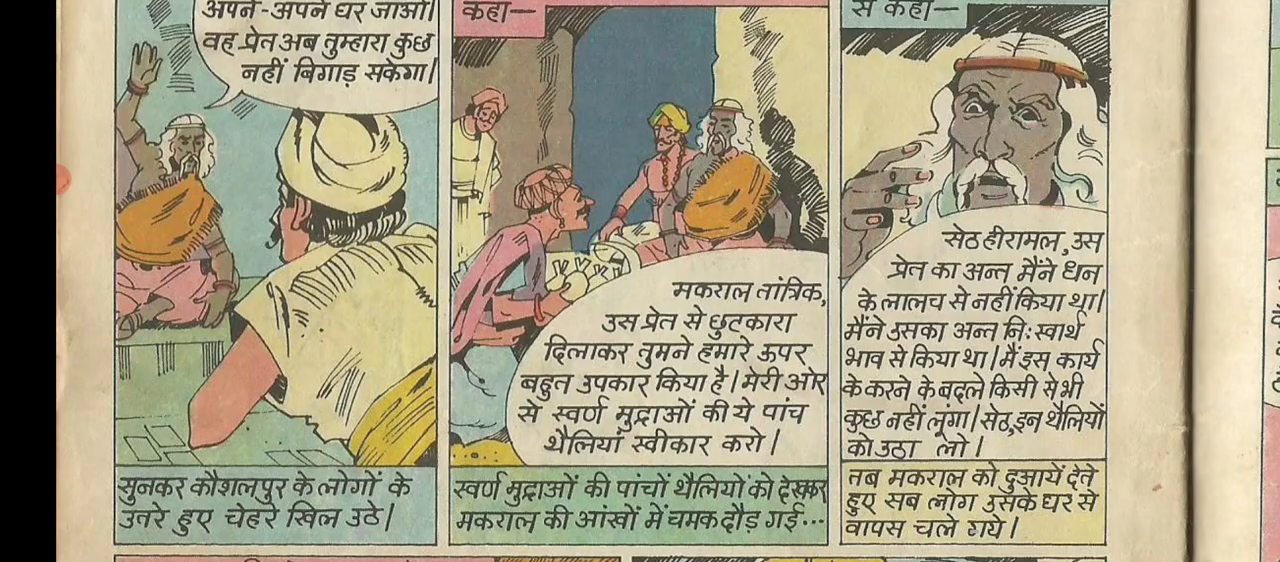 अपने-अपने घर जाओ।
वह प्रेत अब तुम्हारा कुछ
नहीं बिगाड़ सकेगा।
सुनकर कौशलपुर के लोगों के
उतरे हुए चेहरे खिल उठे।
कहा—
मकराल तांत्रिक,
उस प्रेत से छुटकारा
दिलाकर तुमने हमारे ऊपर
बहुत उपकार किया है। मेरी ओर
से स्वर्ण मुद्राओं की ये पांच
थैलियां स्वीकार करो।
स्वर्ण मुद्राओं की पांचों थैलियों को देखकर
मकराल की आंखों में चमक दौड़ गई...
से कहा—
सेठ हीरामल, उस
प्रेत का अन्त मैंने धन
के लालच से नहीं किया था।
मैंने उसका अन्त नि: स्वार्थ
भाव से किया था। मैं इस कार्य
के करने के बदले किसी से भी
कुछ नहीं लूंगा। सेठ, इन थैलियों
को उठा लो।
तब मकराल को दुआयें देते
हुए सब लोग उसके घर से
वापस चले गये।